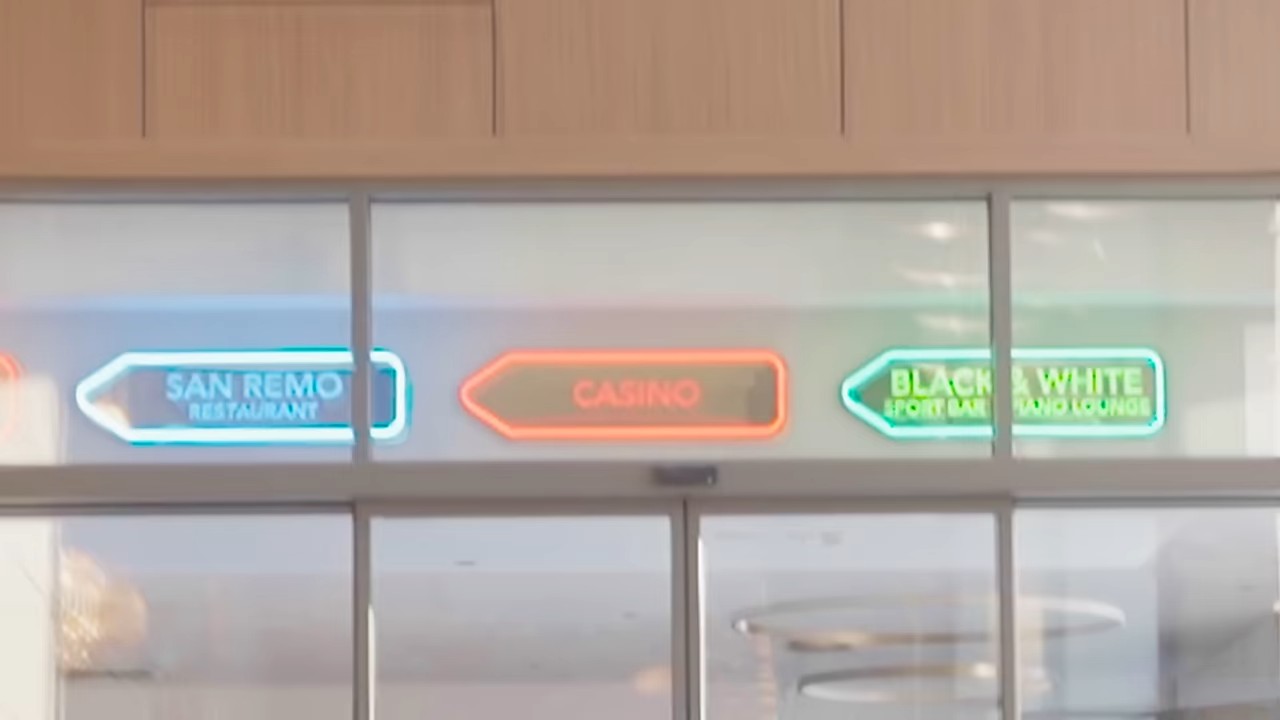 SAN REMO
RESTAURANT
CASINO
BLACK & WHITE
SPORT BAR PIANO LOUNGE